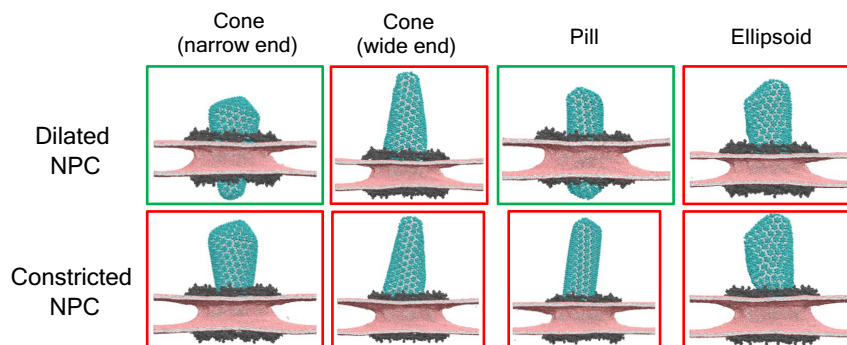 Cone
(narrow end)
Cone
(wide end)
Pill
Ellipsoid
Dilated
NPC
Constricted
NPC